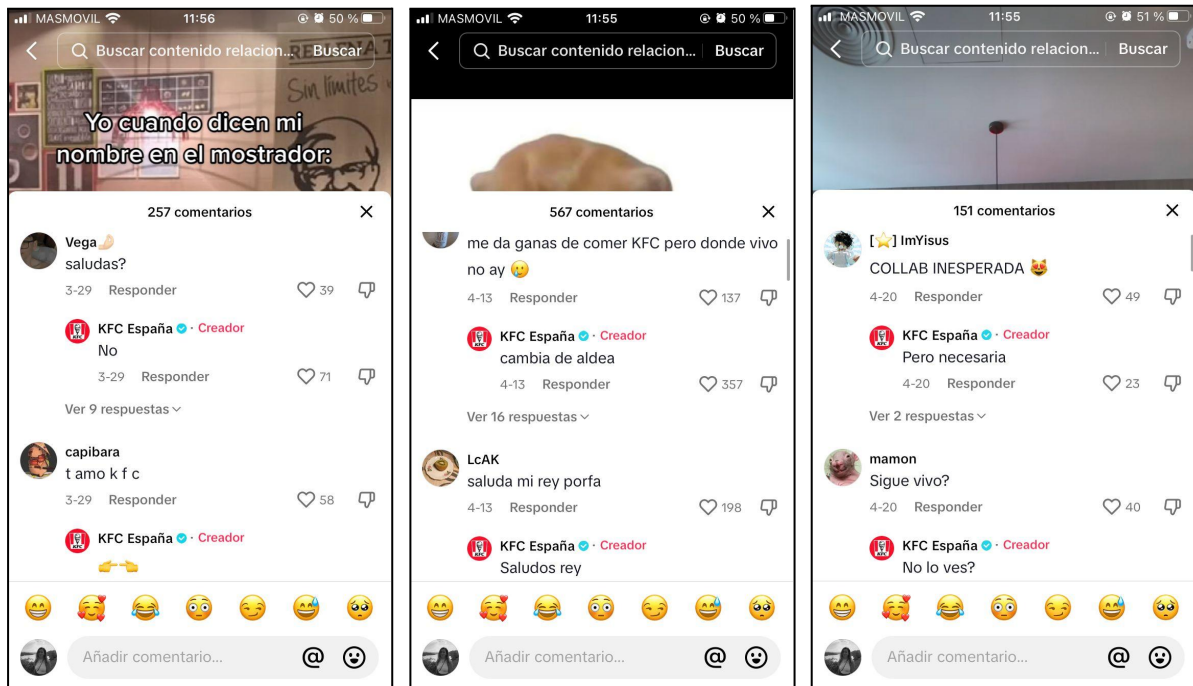 MASMOVIL 11:56 50 %
Buscar contenido relacion... Buscar
Sin límites
Yo cuando dicen mi
nombre en el mostrador:
11
257 comentarios
Vega
saludas?
3-29 Responder 39
KFC España · Creador
No
3-29 Responder 71
Ver 9 respuestas
capibara
t amo k f c
3-29 Responder 58
KFC España · Creador
👉👈
Añadir comentario... @
MASMOVIL 11:55 50 %
Buscar contenido relacion... Buscar
567 comentarios
me da ganas de comer KFC pero donde vivo
no ay 🥲
4-13 Responder 137
KFC España · Creador
cambia de aldea
4-13 Responder 357
Ver 16 respuestas
LcAK
saluda mi rey porfa
4-13 Responder 198
KFC España · Creador
Saludos rey
Añadir comentario... @
MASMOVIL 11:55 51 %
Buscar contenido relacion... Buscar
151 comentarios
[⭐] ImYisus
COLLAB INESPERADA 😻
4-20 Responder 49
KFC España · Creador
Pero necesaria
4-20 Responder 23
Ver 2 respuestas
mamon
Sigue vivo?
4-20 Responder 40
KFC España · Creador
No lo ves?
Añadir comentario... @